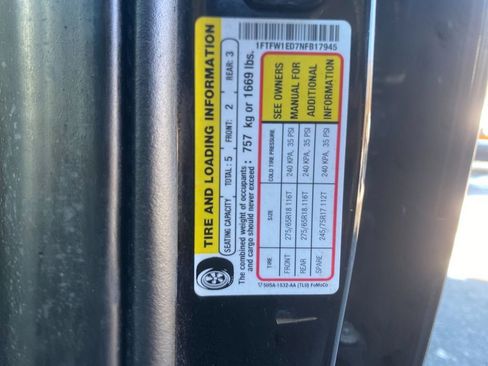 1FTFW1ED7NFB17945
TIRE AND LOADING INFORMATION
SEATING CAPACITY TOTAL: 5 FRONT: 2 REAR: 3
The combined weight of occupants
and cargo should never exceed : 757 kg or 1669 lbs.
TIRE SIZE COLD TIRE PRESSURE
FRONT 275/65R18 116T 240 KPA, 35 PSI
REAR 275/65R18 116T 240 KPA, 35 PSI
SPARE 245/75R17 112T 240 KPA, 35 PSI
SEE OWNERS
MANUAL FOR
ADDITIONAL
INFORMATION
1532-AA (TLU) FoMoCo